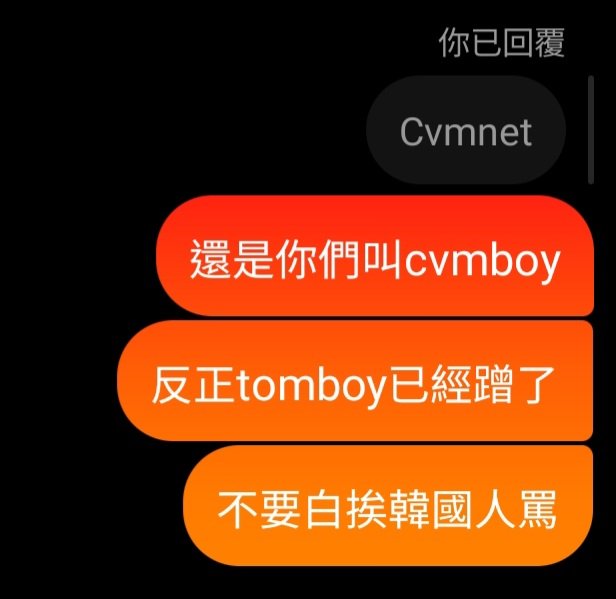 你已回覆
Cvmnet
還是你們叫cvmboy
反正tomboy已經蹭了
不要白挨韓國人罵